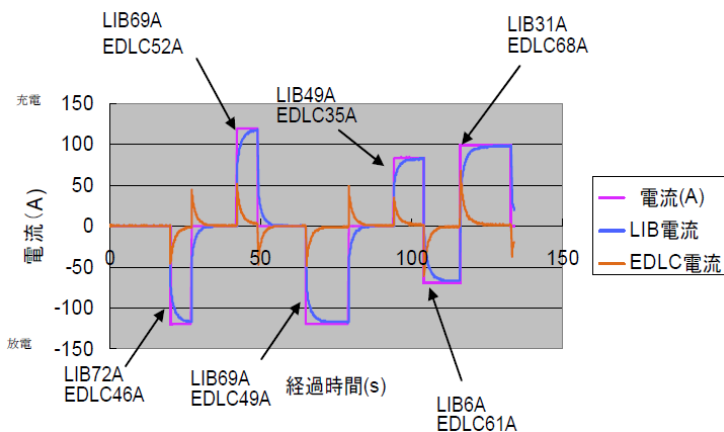 LIB69A
EDLC52A
LIB31A
EDLC68A
LIB49A
EDLC35A
充電
150
100
50
0
-50
-100
-150
放電
電流(A)
0
50
100
150
経過時間(s)
電流(A)
LIB電流
EDLC電流
LIB72A
EDLC46A
LIB69A
EDLC49A
LIB6A
EDLC61A